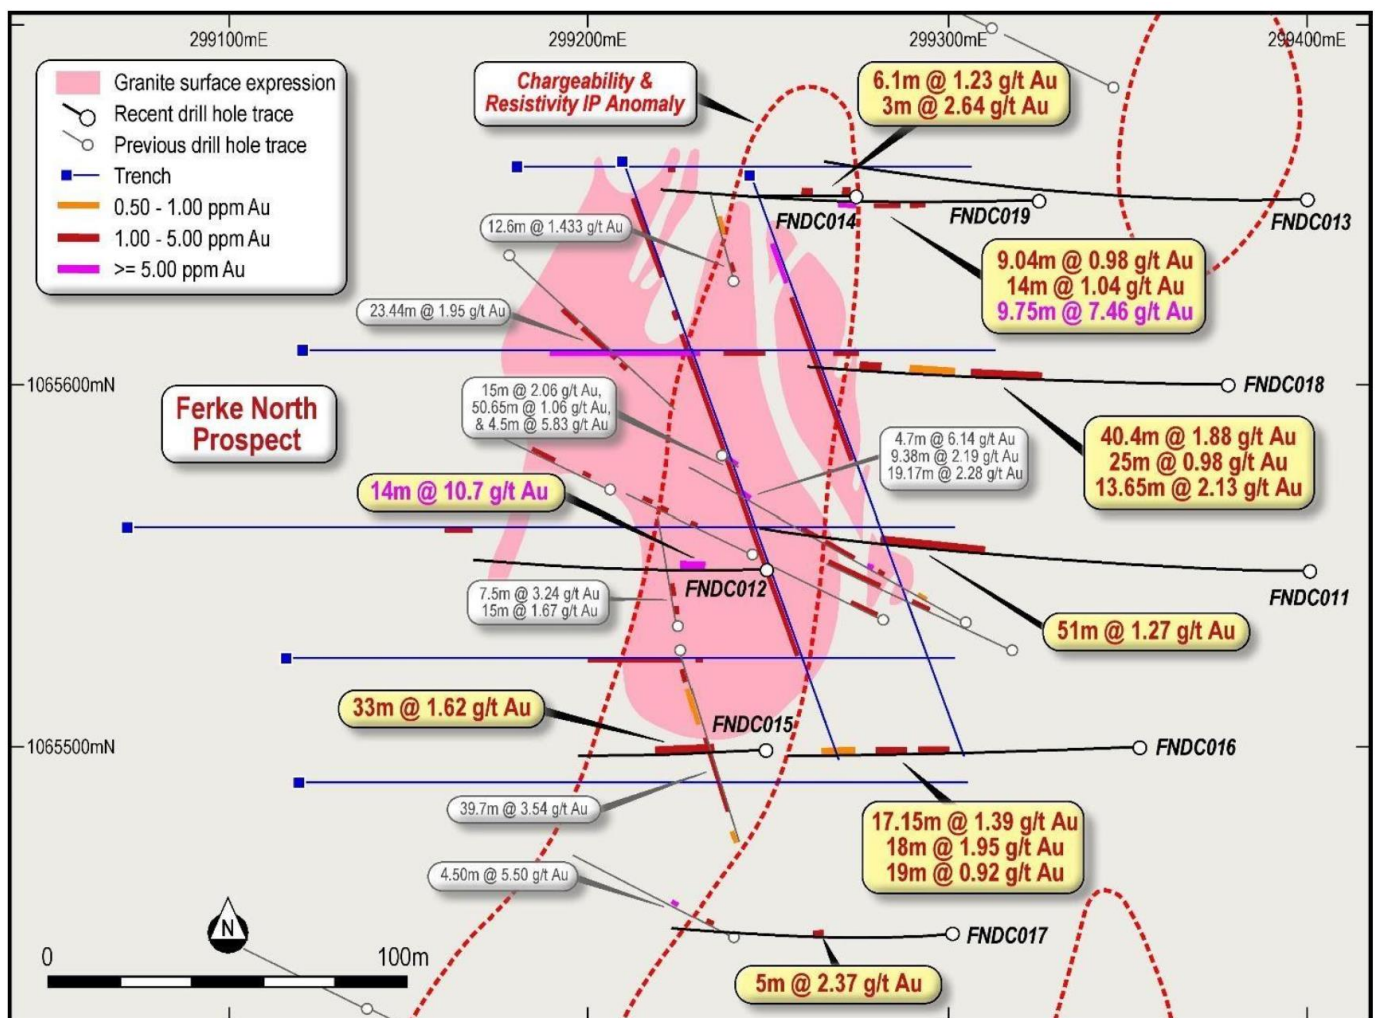 299100mE
299200mE
299300mE
299400mE
Granite surface expression
Recent drill hole trace
Previous drill hole trace
Trench
0.50 - 1.00 ppm Au
1.00 - 5.00 ppm Au
>= 5.00 ppm Au
Chargeability &
Resistivity IP Anomaly
6.1m @ 1.23 g/t Au
3m @ 2.64 g/t Au
FNDC014
FNDC019
FNDC013
12.6m @ 1.433 g/t Au
9.04m @ 0.98 g/t Au
14m @ 1.04 g/t Au
9.75m @ 7.46 g/t Au
23.44m @ 1.95 g/t Au
1065600mN
FNDC018
Ferke North
Prospect
15m @ 2.06 g/t Au,
50.65m @ 1.06 g/t Au,
& 4.5m @ 5.83 g/t Au
4.7m @ 6.14 g/t Au
9.38m @ 2.19 g/t Au
19.17m @ 2.28 g/t Au
40.4m @ 1.88 g/t Au
25m @ 0.98 g/t Au
13.65m @ 2.13 g/t Au
14m @ 10.7 g/t Au
FNDC012
FNDC011
7.5m @ 3.24 g/t Au
15m @ 1.67 g/t Au
51m @ 1.27 g/t Au
33m @ 1.62 g/t Au
FNDC015
1065500mN
FNDC016
39.7m @ 3.54 g/t Au
17.15m @ 1.39 g/t Au
18m @ 1.95 g/t Au
19m @ 0.92 g/t Au
4.50m @ 5.50 g/t Au
N
FNDC017
0
100m
5m @ 2.37 g/t Au